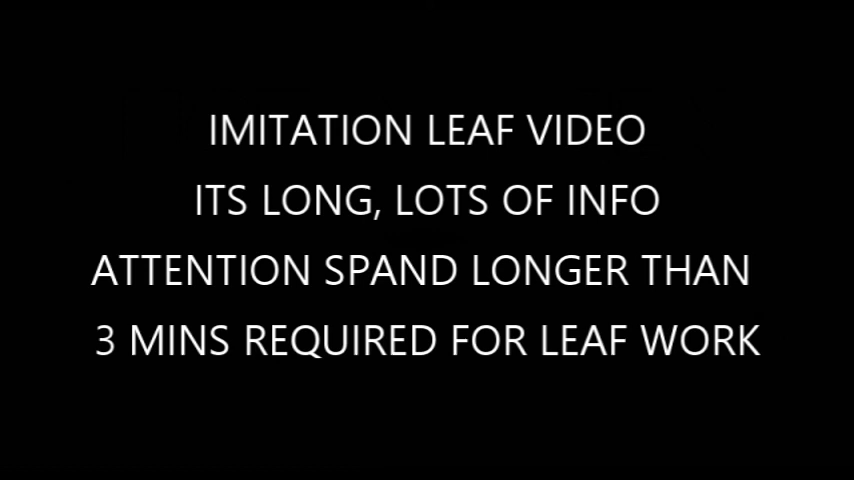 IMITATION LEAF VIDEO
ITS LONG, LOTS OF INFO
ATTENTION SPAND LONGER THAN
3 MINS REQUIRED FOR LEAF WORK